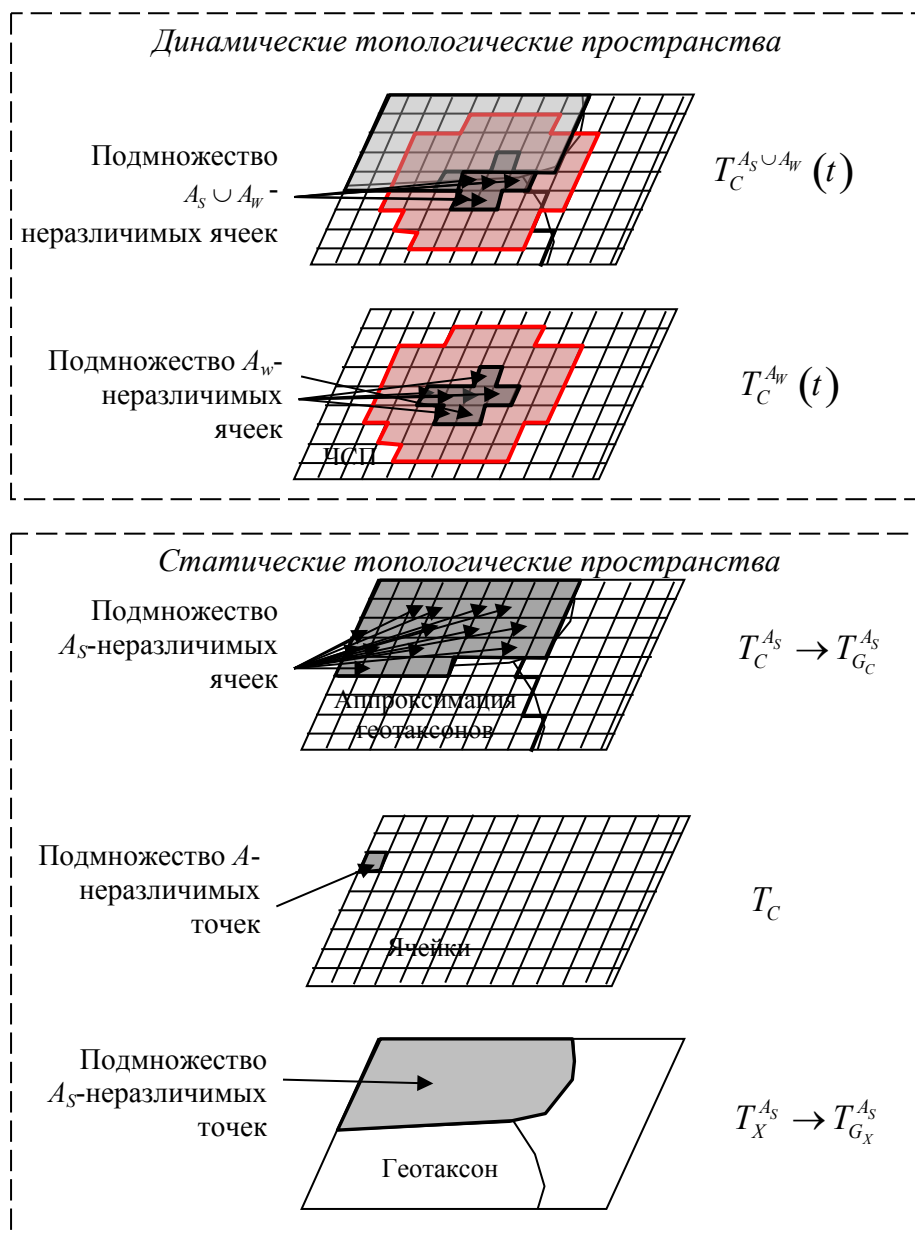 Динамические топологические пространства
Подмножество
A_S ∪ A_W -
неразличимых ячеек
T_C^{A_S ∪ A_W} (t)
Подмножество A_w-
неразличимых
ячеек
ЧСП
T_C^{A_W} (t)
Статические топологические пространства
Подмножество
A_S-неразличимых
ячеек
Аппроксимация
геотаксонов
T_C^{A_S} → T_{G_C}^{A_S}
Подмножество A-
неразличимых
точек
Ячейки
T_C
Подмножество
A_S-неразличимых
точек
Геотаксон
T_X^{A_S} → T_{G_X}^{A_S}